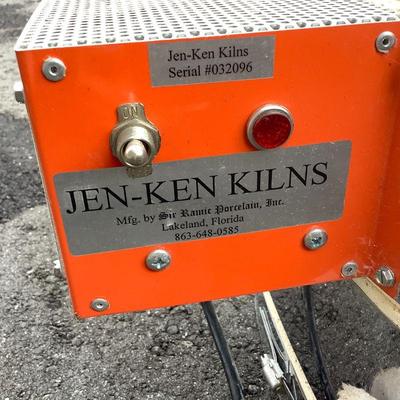 Jen-Ken Kilns
Serial #032096
ON
JEN-KEN KILNS
Mfg. by Sir Ramic Porcelain, Inc.
Lakeland, Florida
863-648-0585